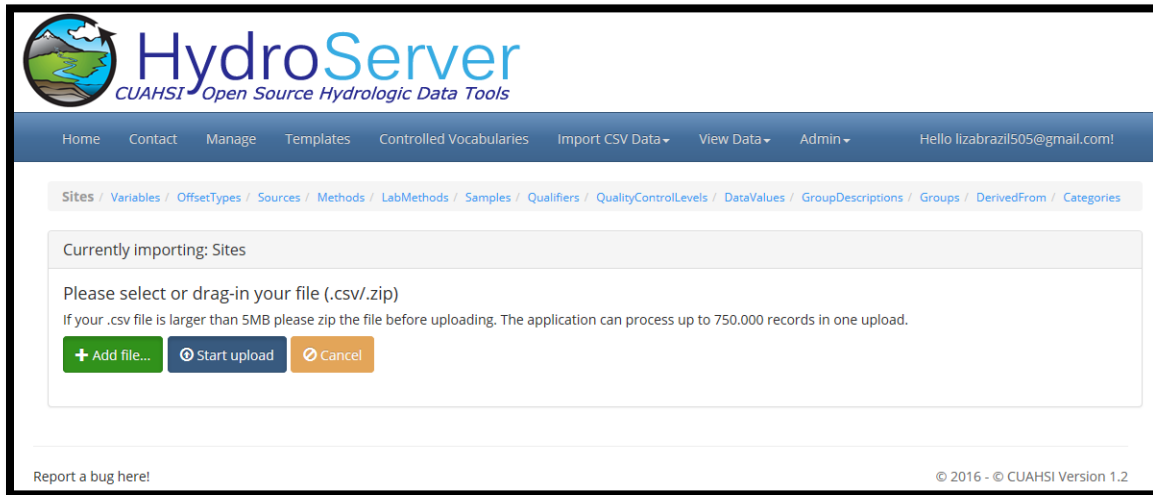 HydroServer
CUAHSI Open Source Hydrologic Data Tools
Home Contact Manage Templates Controlled Vocabularies Import CSV Data View Data Admin Hello lizabrazil505@gmail.com!
Sites / Variables / OffsetTypes / Sources / Methods / LabMethods / Samples / Qualifiers / QualityControlLevels / DataValues / GroupDescriptions / Groups / DerivedFrom / Categories
Currently importing: Sites
Please select or drag-in your file (.csv/.zip)
If your .csv file is larger than 5MB please zip the file before uploading. The application can process up to 750.000 records in one upload.
+ Add file... Start upload Cancel
Report a bug here! © 2016 - © CUAHSI Version 1.2